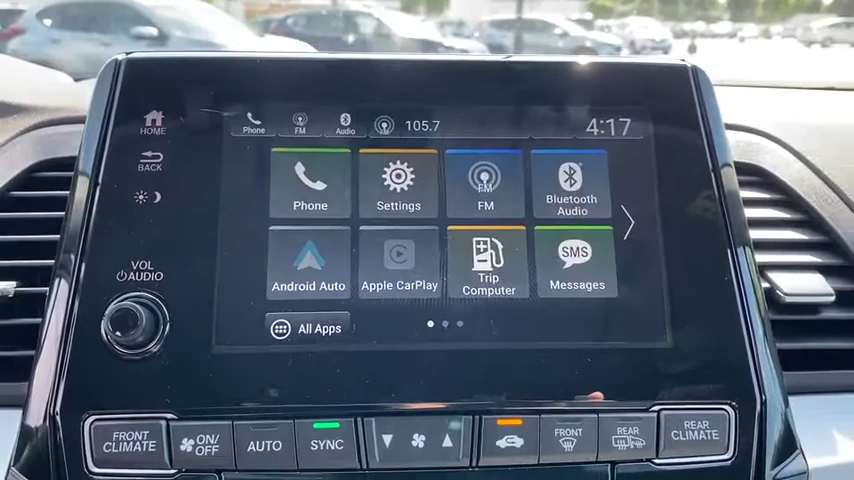 HOME
Phone FM Audio 105.7 4:17
BACK
Phone Settings FM FM Bluetooth
Audio
VOL
AUDIO
Android Auto Apple CarPlay Trip
Computer SMS Messages
All Apps
FRONT
CLIMATE ON/
OFF AUTO SYNC FRONT REAR REAR
CLIMATE